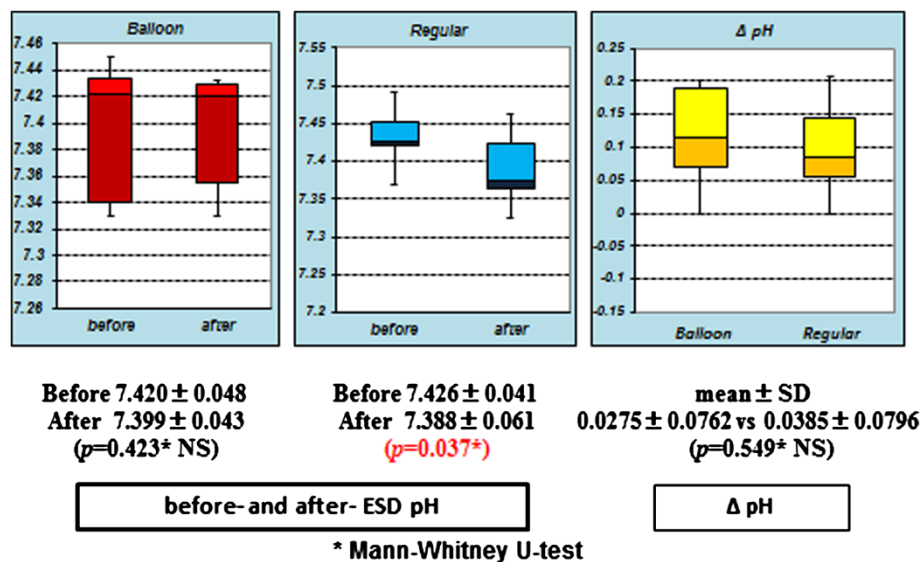 Balloon
7.46
7.44
7.42
7.4
7.38
7.36
7.34
7.32
7.3
7.28
7.26
before after
Regular
7.55
7.5
7.45
7.4
7.35
7.3
7.25
7.2
before after
Δ pH
0.25
0.2
0.15
0.1
0.05
0
-0.05
-0.1
-0.15
Balloon Regular
Before 7.420 ± 0.048
After 7.399 ± 0.043
(p=0.423* NS)
Before 7.426 ± 0.041
After 7.388 ± 0.061
(p=0.037*)
mean ± SD
0.0275 ± 0.0762 vs 0.0385 ± 0.0796
(p=0.549* NS)
before- and after- ESD pH
Δ pH
* Mann-Whitney U-test